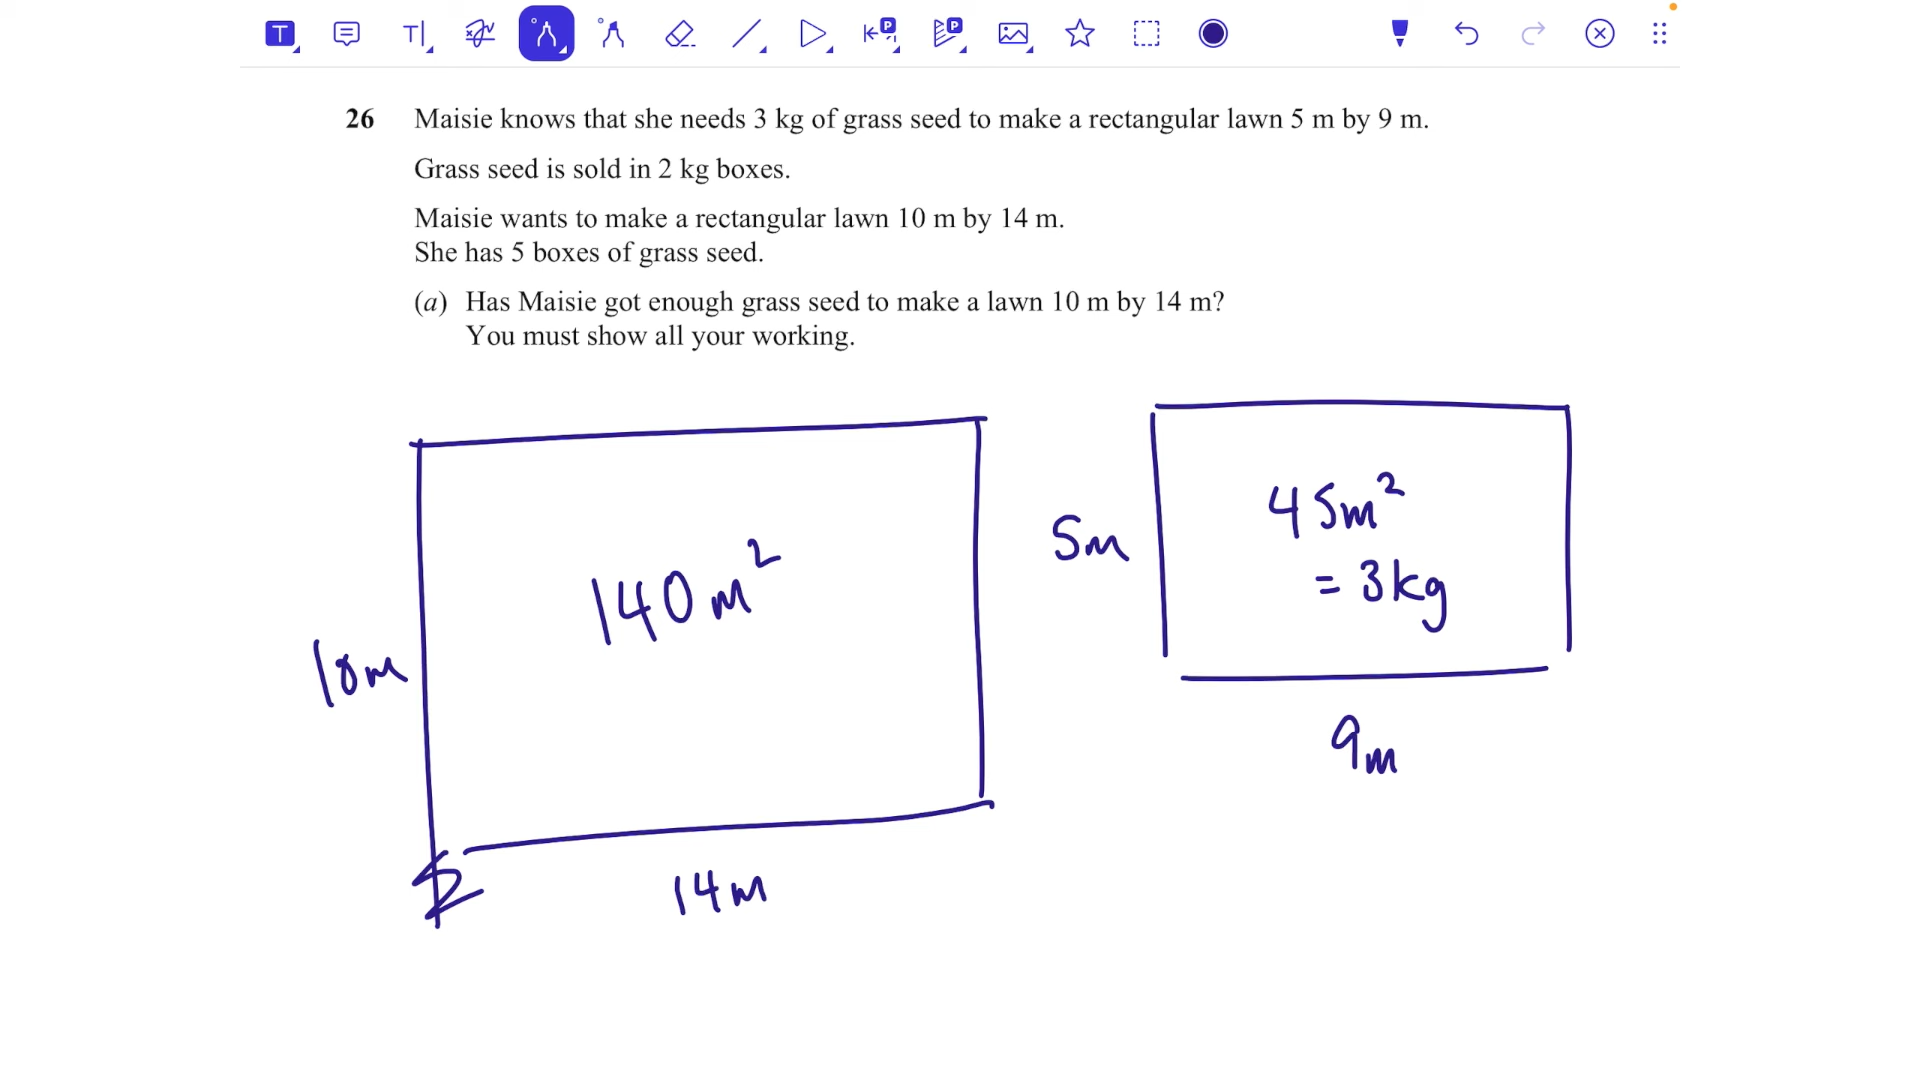 26 Maisie knows that she needs 3 kg of grass seed to make a rectangular lawn 5 m by 9 m.
Grass seed is sold in 2 kg boxes.
Maisie wants to make a rectangular lawn 10 m by 14 m.
She has 5 boxes of grass seed.
(a) Has Maisie got enough grass seed to make a lawn 10 m by 14 m?
You must show all your working.
140m²
10m
14m
5m
45m²
= 3kg
9m